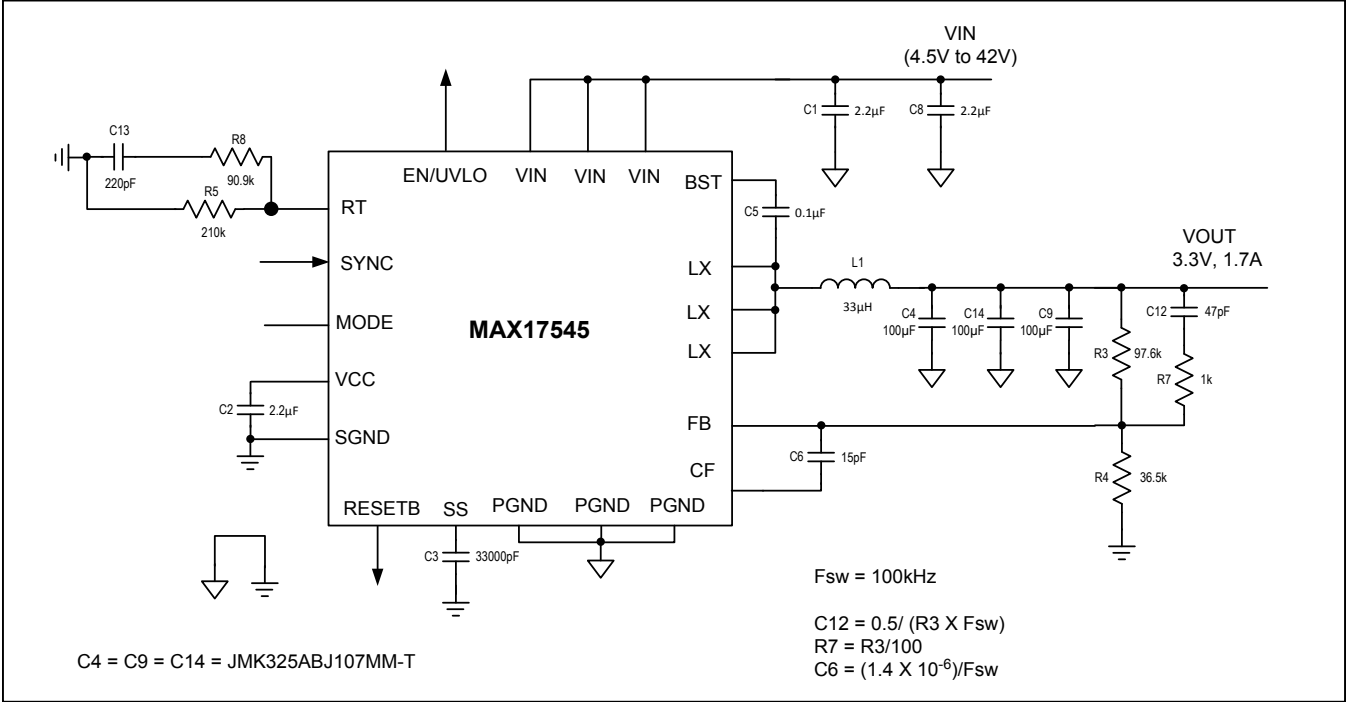 VIN
(4.5V to 42V)
C1
2.2µF
C8
2.2µF
C13
220pF
R8
90.9k
R5
210k
EN/UVLO
VIN
VIN
VIN
BST
RT
C5
0.1µF
SYNC
LX
L1
33µH
VOUT
3.3V, 1.7A
MODE
MAX17545
LX
LX
C4
100µF
C14
100µF
C9
100µF
C12
47pF
R3
97.6k
R7
1k
VCC
C2
2.2µF
SGND
FB
CF
C6
15pF
R4
36.5k
RESETB
SS
PGND
PGND
PGND
C3
33000pF
Fsw = 100kHz
C12 = 0.5/ (R3 X Fsw)
R7 = R3/100
C6 = (1.4 X 10⁻⁶)/Fsw
C4 = C9 = C14 = JMK325ABJ107MM-T